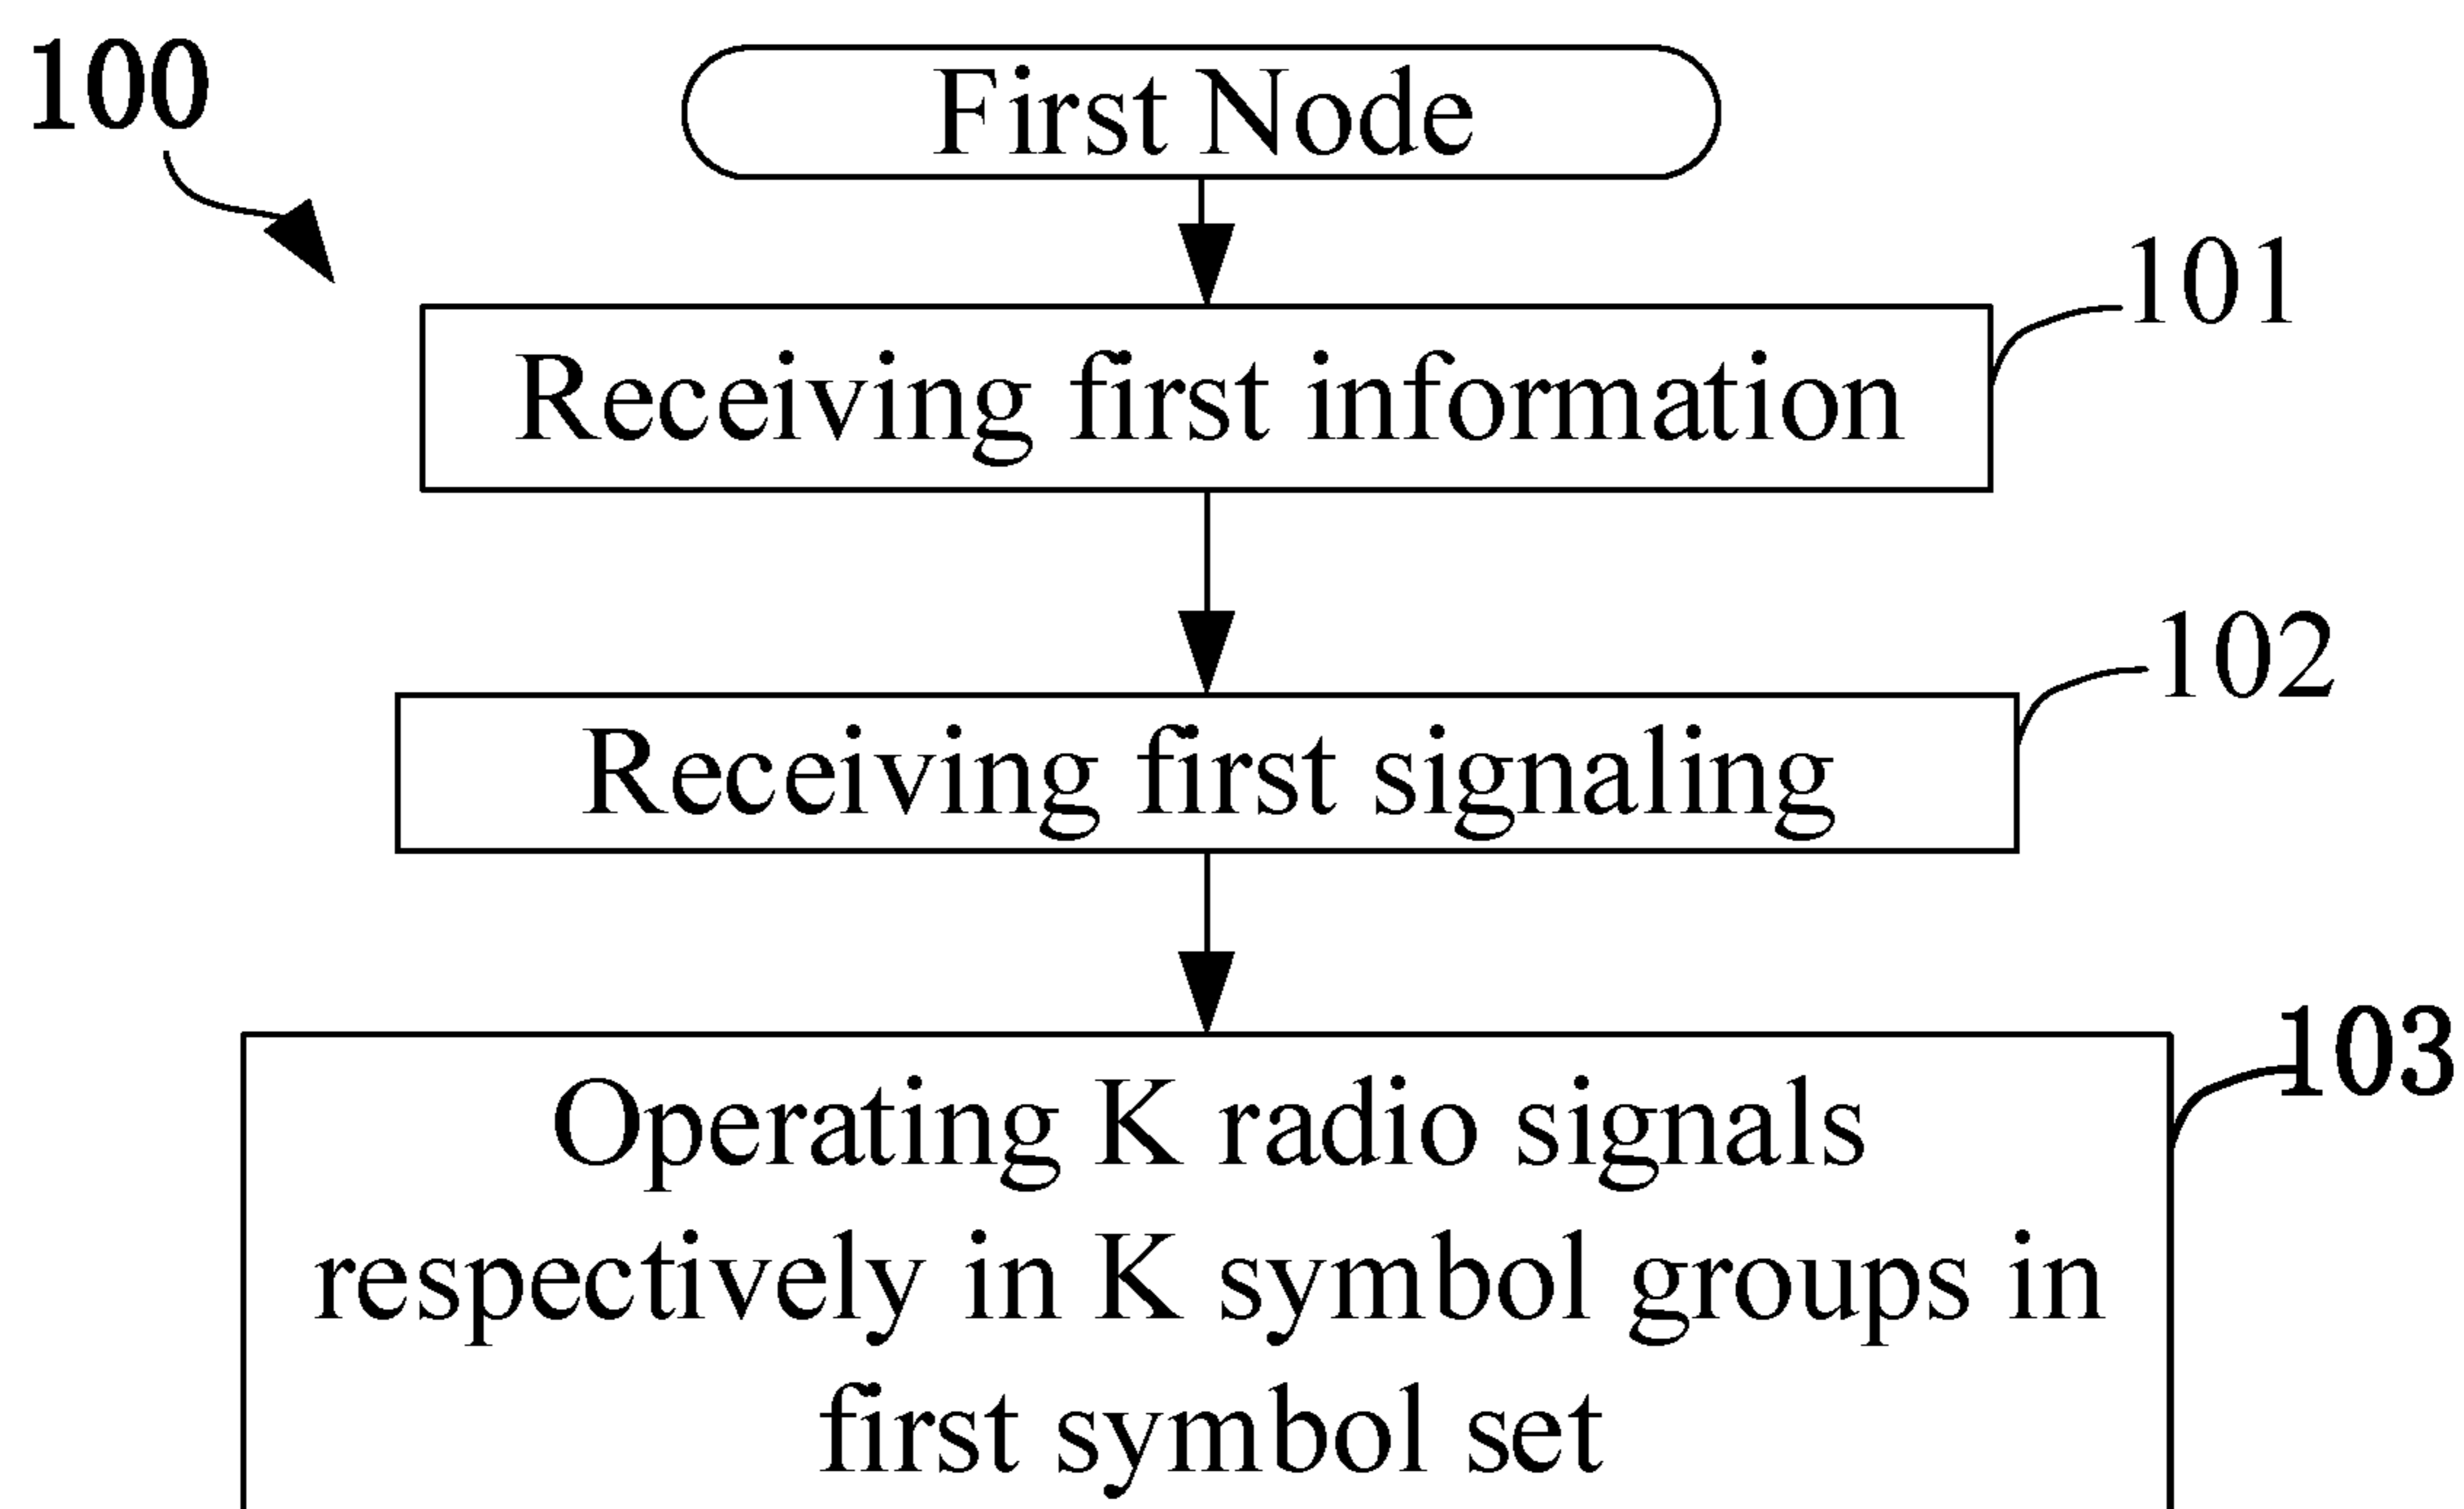 100
First Node
101
Receiving first information
102
Receiving first signaling
103
Operating K radio signals
respectively in K symbol groups in
first symbol set